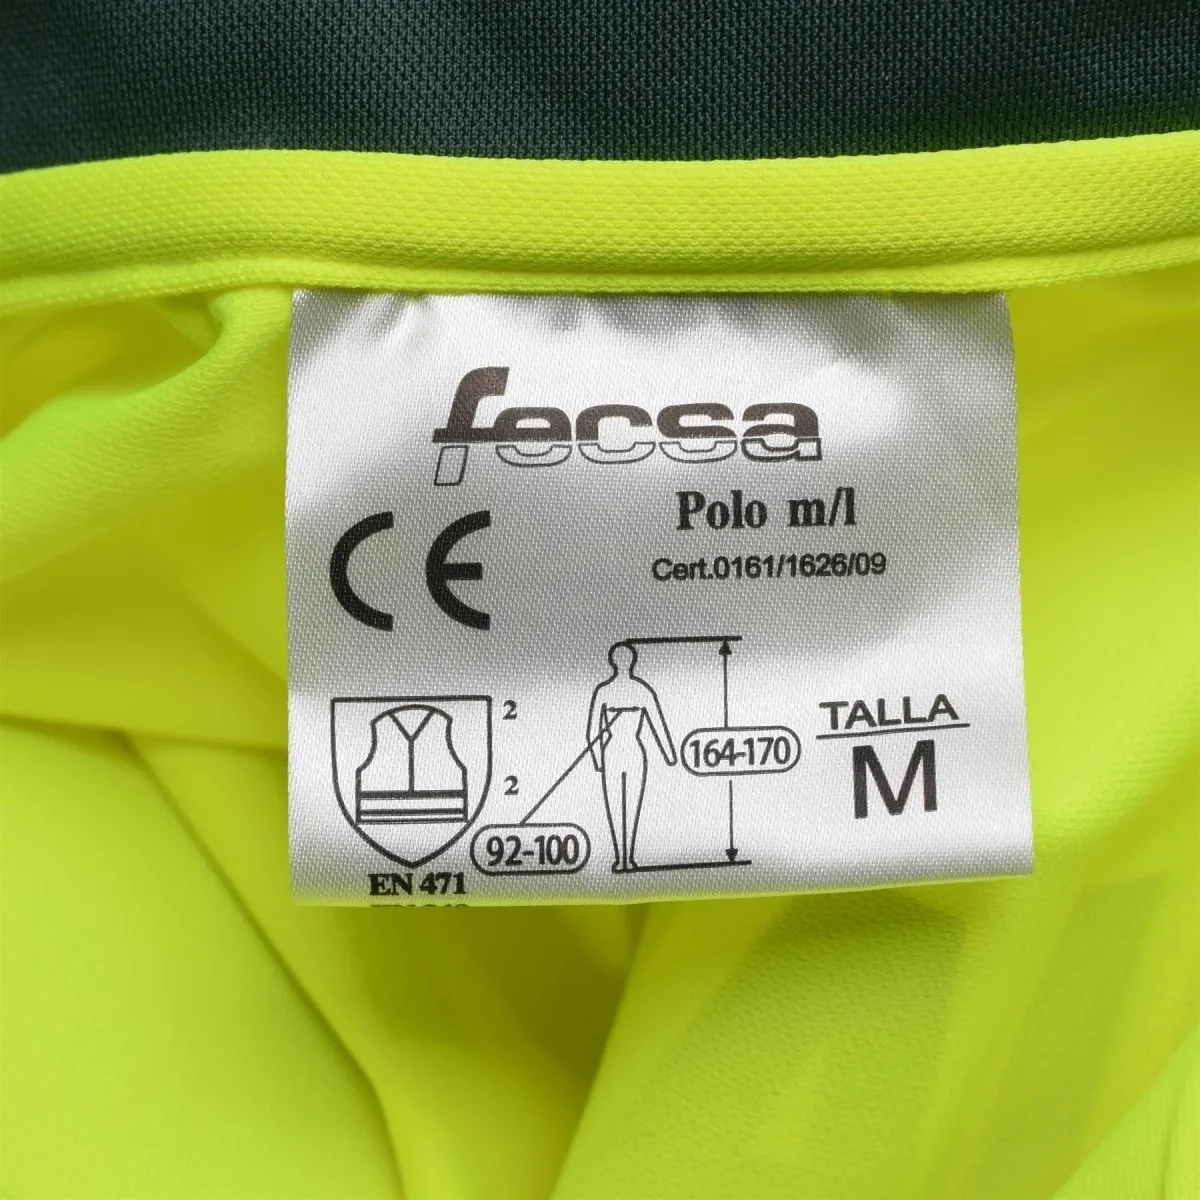 fecsa
CE
Polo m/l
Cert.0161/1626/09
2
2
164-170
TALLA
M
92-100
EN 471